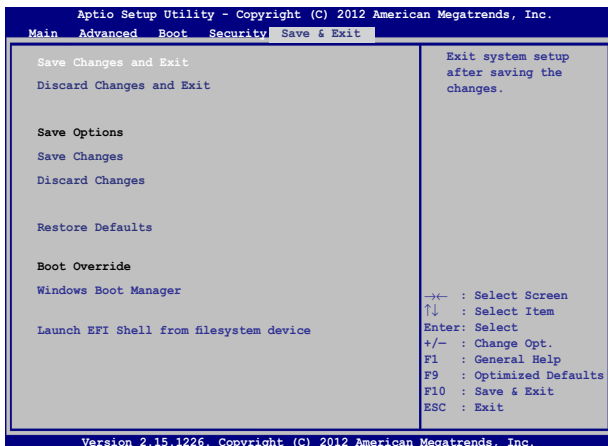 Aptio Setup Utility - Copyright (C) 2012 American Megatrends, Inc.
Main Advanced Boot Security Save & Exit
Save Changes and Exit
Discard Changes and Exit
Save Options
Save Changes
Discard Changes
Restore Defaults
Boot Override
Windows Boot Manager
Launch EFI Shell from filesystem device
Exit system setup
after saving the
changes.
→← : Select Screen
↑↓ : Select Item
Enter: Select
+/— : Change Opt.
F1 : General Help
F9 : Optimized Defaults
F10 : Save & Exit
ESC : Exit
Version 2.15.1226. Copyright (C) 2012 American Megatrends, Inc.